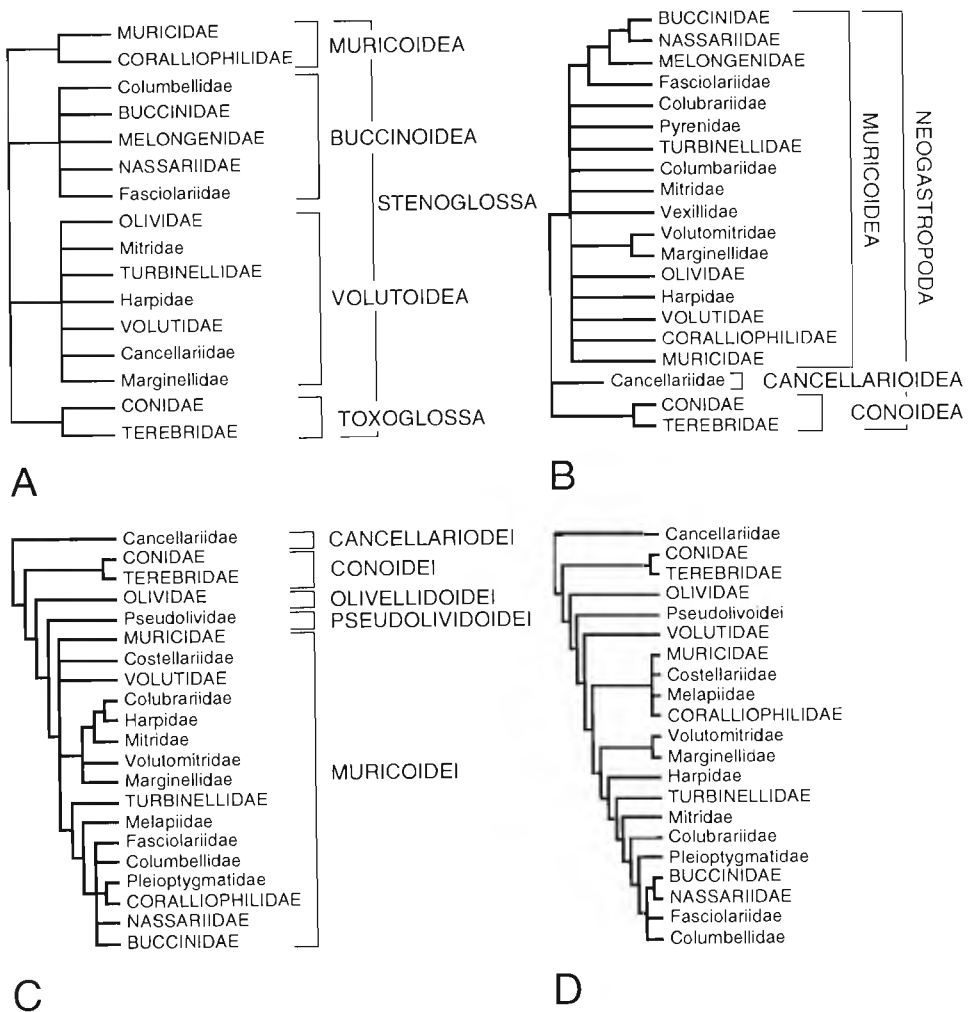 MURICIDAE
CORALLIOPHILIDAE
MURICOIDEA
Columbellidae
BUCCINIDAE
MELONGENIDAE
NASSARIIDAE
Fasciolariidae
BUCCINOIDEA
STENOGLOSSA
OLIVIDAE
Mitridae
TURBINELLIDAE
Harpidae
VOLUTIDAE
Cancellariidae
Marginellidae
VOLUTOIDEA
CONIDAE
TEREBRIDAE
TOXOGLOSSA
A
BUCCINIDAE
NASSARIIDAE
MELONGENIDAE
Fasciolariidae
Colubrariidae
Pyrenidae
TURBINELLIDAE
Columbariidae
Mitridae
Vexillidae
Volutomitridae
Marginellidae
OLIVIDAE
Harpidae
VOLUTIDAE
CORALLIOPHILIDAE
MURICIDAE
MURICOIDEA
NEOGASTROPODA
Cancellariidae
CANCELLARIOIDEA
CONIDAE
TEREBRIDAE
CONOIDEA
B
Cancellariidae
CANCELLARIODEI
CONIDAE
TEREBRIDAE
CONOIDEI
OLIVIDAE
OLIVELLIDOIDEI
Pseudolividae
PSEUDOLIVIDOIDEI
MURICIDAE
Costellariidae
VOLUTIDAE
Colubrariidae
Harpidae
Mitridae
Volutomitridae
Marginellidae
MURICOIDEI
TURBINELLIDAE
Melapiidae
Fasciolariidae
Columbellidae
Pleioptygmatidae
CORALLIOPHILIDAE
NASSARIIDAE
BUCCINIDAE
C
Cancellariidae
CONIDAE
TEREBRIDAE
OLIVIDAE
Pseudolivoidei
VOLUTIDAE
MURICIDAE
Costellariidae
Melapiidae
CORALLIOPHILIDAE
Volutomitridae
Marginellidae
Harpidae
TURBINELLIDAE
Mitridae
Colubrariidae
Pleioptygmatidae
BUCCINIDAE
NASSARIIDAE
Fasciolariidae
Columbellidae
D